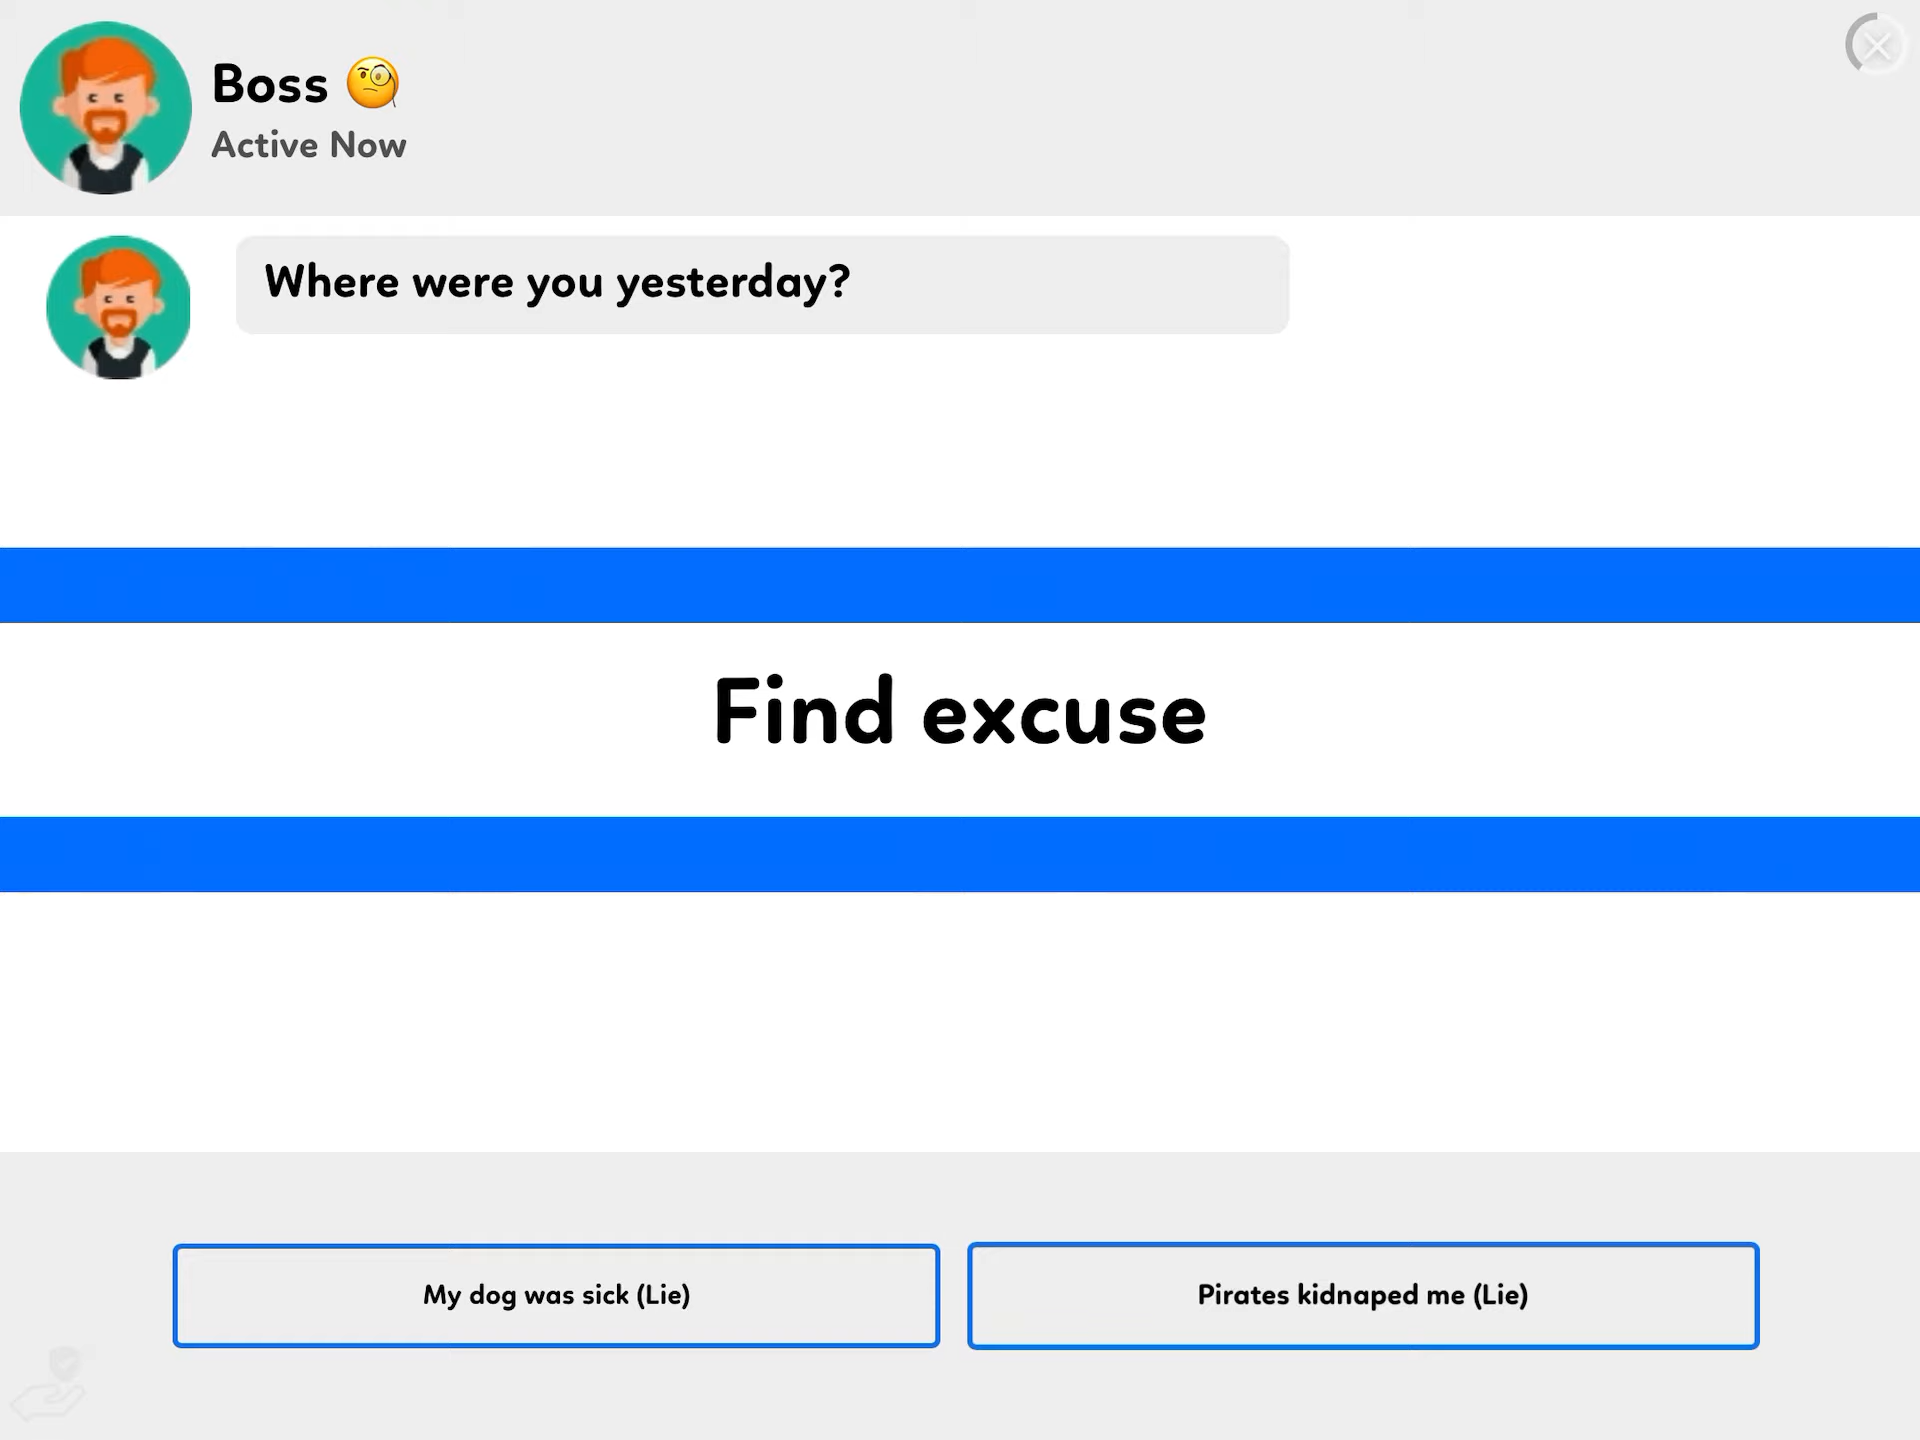 Boss
Active Now
Where were you yesterday?
Find excuse
My dog was sick (Lie)
Pirates kidnaped me (Lie)